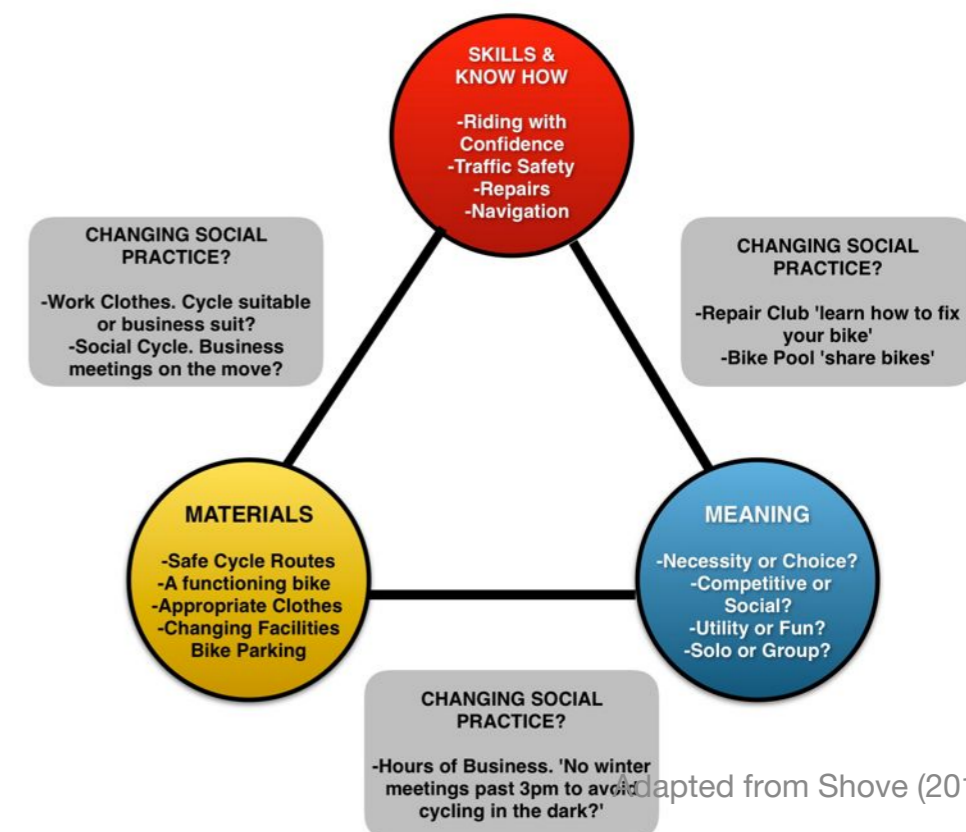 SKILLS &
KNOW HOW
-Riding with
Confidence
-Traffic Safety
-Repairs
-Navigation
CHANGING SOCIAL
PRACTICE?
-Work Clothes. Cycle suitable
or business suit?
-Social Cycle. Business
meetings on the move?
CHANGING SOCIAL
PRACTICE?
-Repair Club 'learn how to fix
your bike'
-Bike Pool 'share bikes'
MATERIALS
-Safe Cycle Routes
-A functioning bike
-Appropriate Clothes
-Changing Facilities
Bike Parking
MEANING
-Necessity or Choice?
-Competitive or
Social?
-Utility or Fun?
-Solo or Group?
CHANGING SOCIAL
PRACTICE?
-Hours of Business. 'No winter
meetings past 3pm to avoid
cycling in the dark?'
Adapted from Shove (201